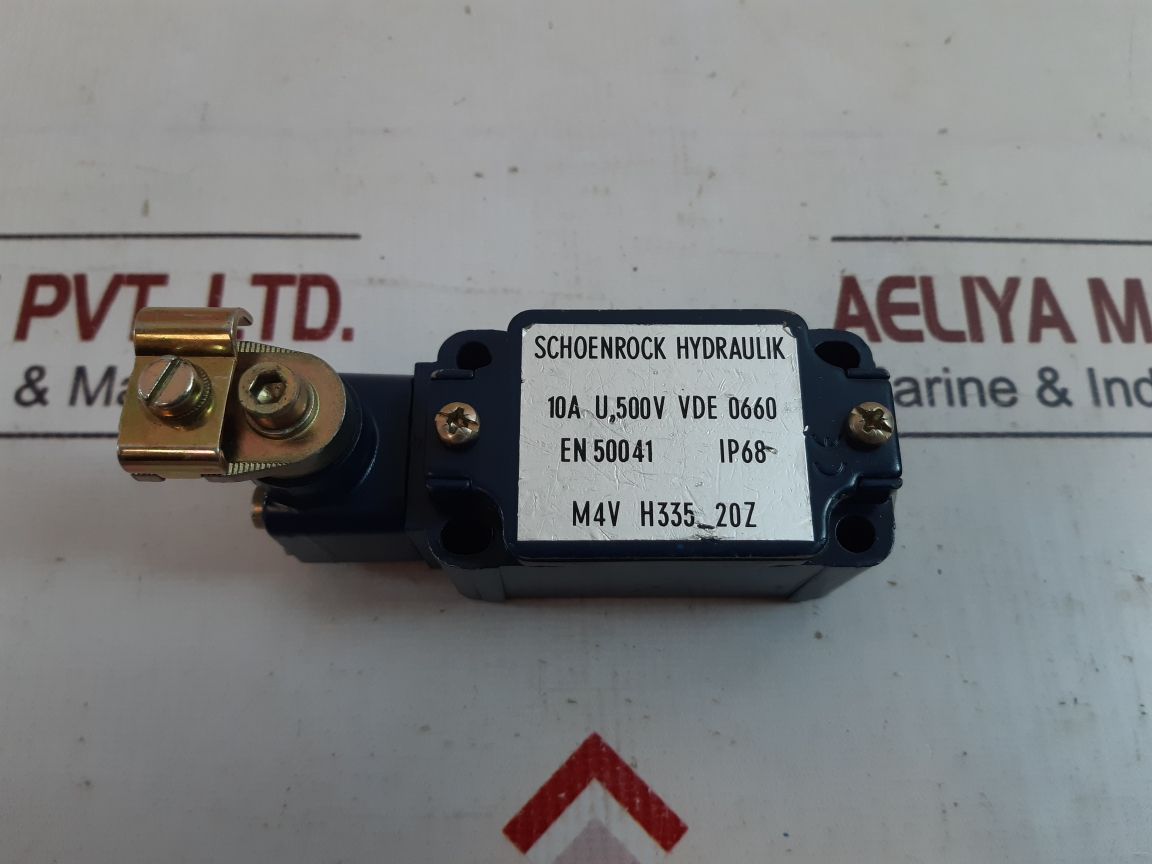 PVT. LTD.
AELIYA M
& Ma
arine & Ind
SCHOENROCK HYDRAULIK
10A U,500V VDE 0660
EN 50041 IP68
M4V H335_20Z